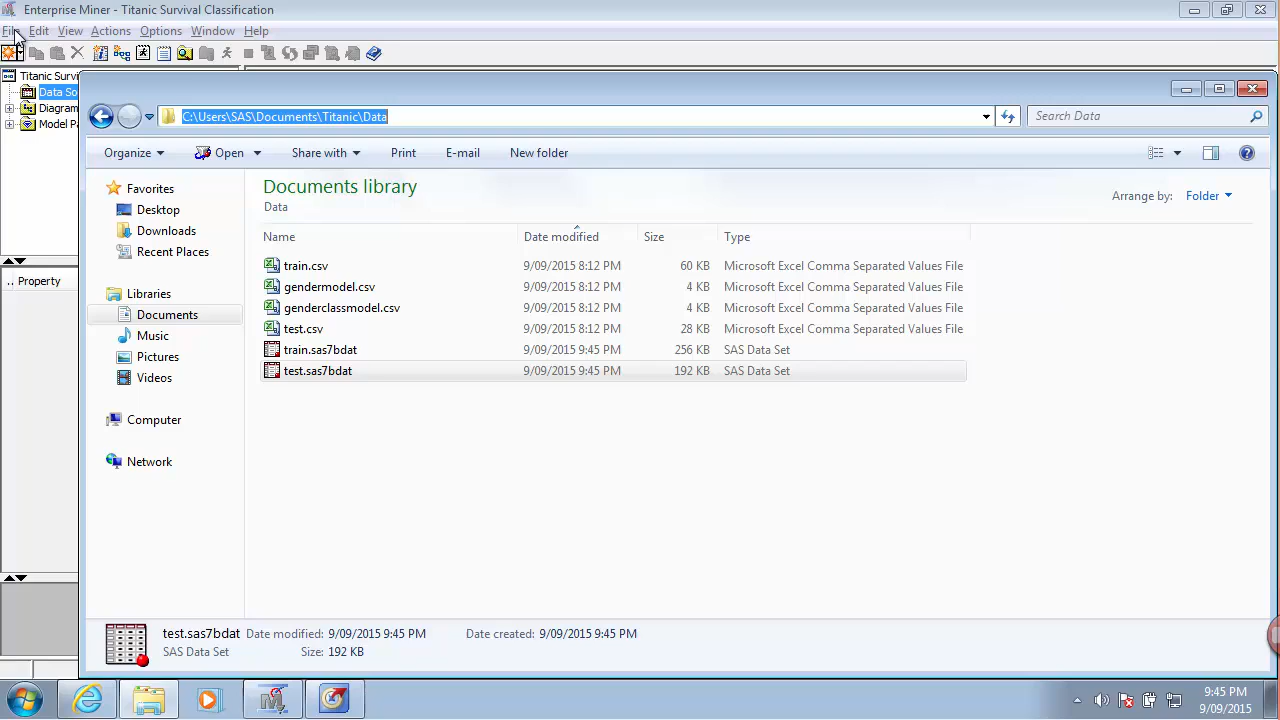 Enterprise Miner - Titanic Survival Classification
File Edit View Actions Options Window Help
Titanic Surv
Data So
Diagram
Model Pa
C:\Users\SAS\Documents\Titanic\Data
Search Data
Organize Open Share with Print E-mail New folder
Favorites
Desktop
Downloads
Recent Places
Libraries
Documents
Music
Pictures
Videos
Computer
Network
Documents library
Data
Arrange by: Folder
Name Date modified Size Type
train.csv 9/09/2015 8:12 PM 60 KB Microsoft Excel Comma Separated Values File
gendermodel.csv 9/09/2015 8:12 PM 4 KB Microsoft Excel Comma Separated Values File
genderclassmodel.csv 9/09/2015 8:12 PM 4 KB Microsoft Excel Comma Separated Values File
test.csv 9/09/2015 8:12 PM 28 KB Microsoft Excel Comma Separated Values File
train.sas7bdat 9/09/2015 9:45 PM 256 KB SAS Data Set
test.sas7bdat 9/09/2015 9:45 PM 192 KB SAS Data Set
.. Property
test.sas7bdat Date modified: 9/09/2015 9:45 PM Date created: 9/09/2015 9:45 PM
SAS Data Set Size: 192 KB
9:45 PM
9/09/2015